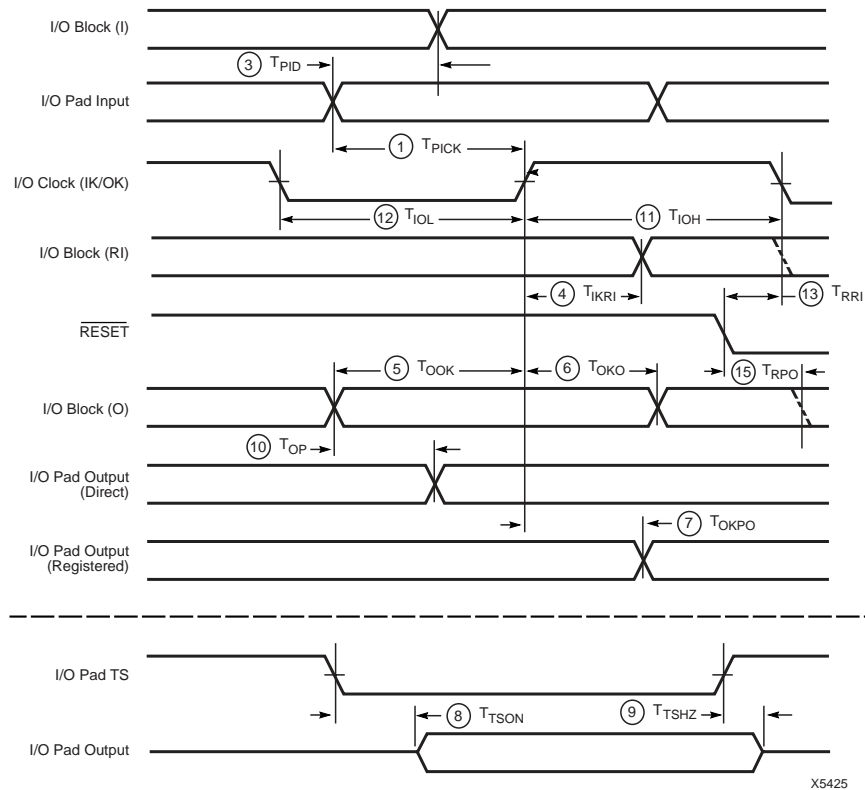 I/O Block (I)
3 TPID
I/O Pad Input
1 TPICK
I/O Clock (IK/OK)
12 TIOL
11 TIOH
I/O Block (RI)
4 TIKRI
13 TRRI
RESET
5 TOOK
6 TOKO
15 TRPO
I/O Block (O)
10 TOP
I/O Pad Output
(Direct)
7 TOKPO
I/O Pad Output
(Registered)
I/O Pad TS
8 TTSON
9 TTSHZ
I/O Pad Output
X5425